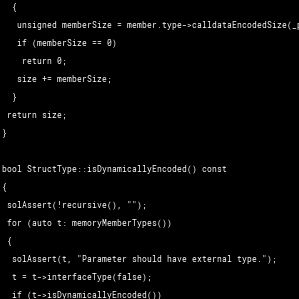 {
unsigned memberSize = member.type->calldataEncodedSize(
if (memberSize == 0)
return 0;
size += memberSize;
}
return size;
}
bool StructType::isDynamicallyEncoded() const
{
solAssert(!recursive(), "");
for (auto t: memoryMemberTypes())
{
solAssert(t, "Parameter should have external type.");
t = t->interfaceType(false);
if (t->isDynamicallyEncoded())